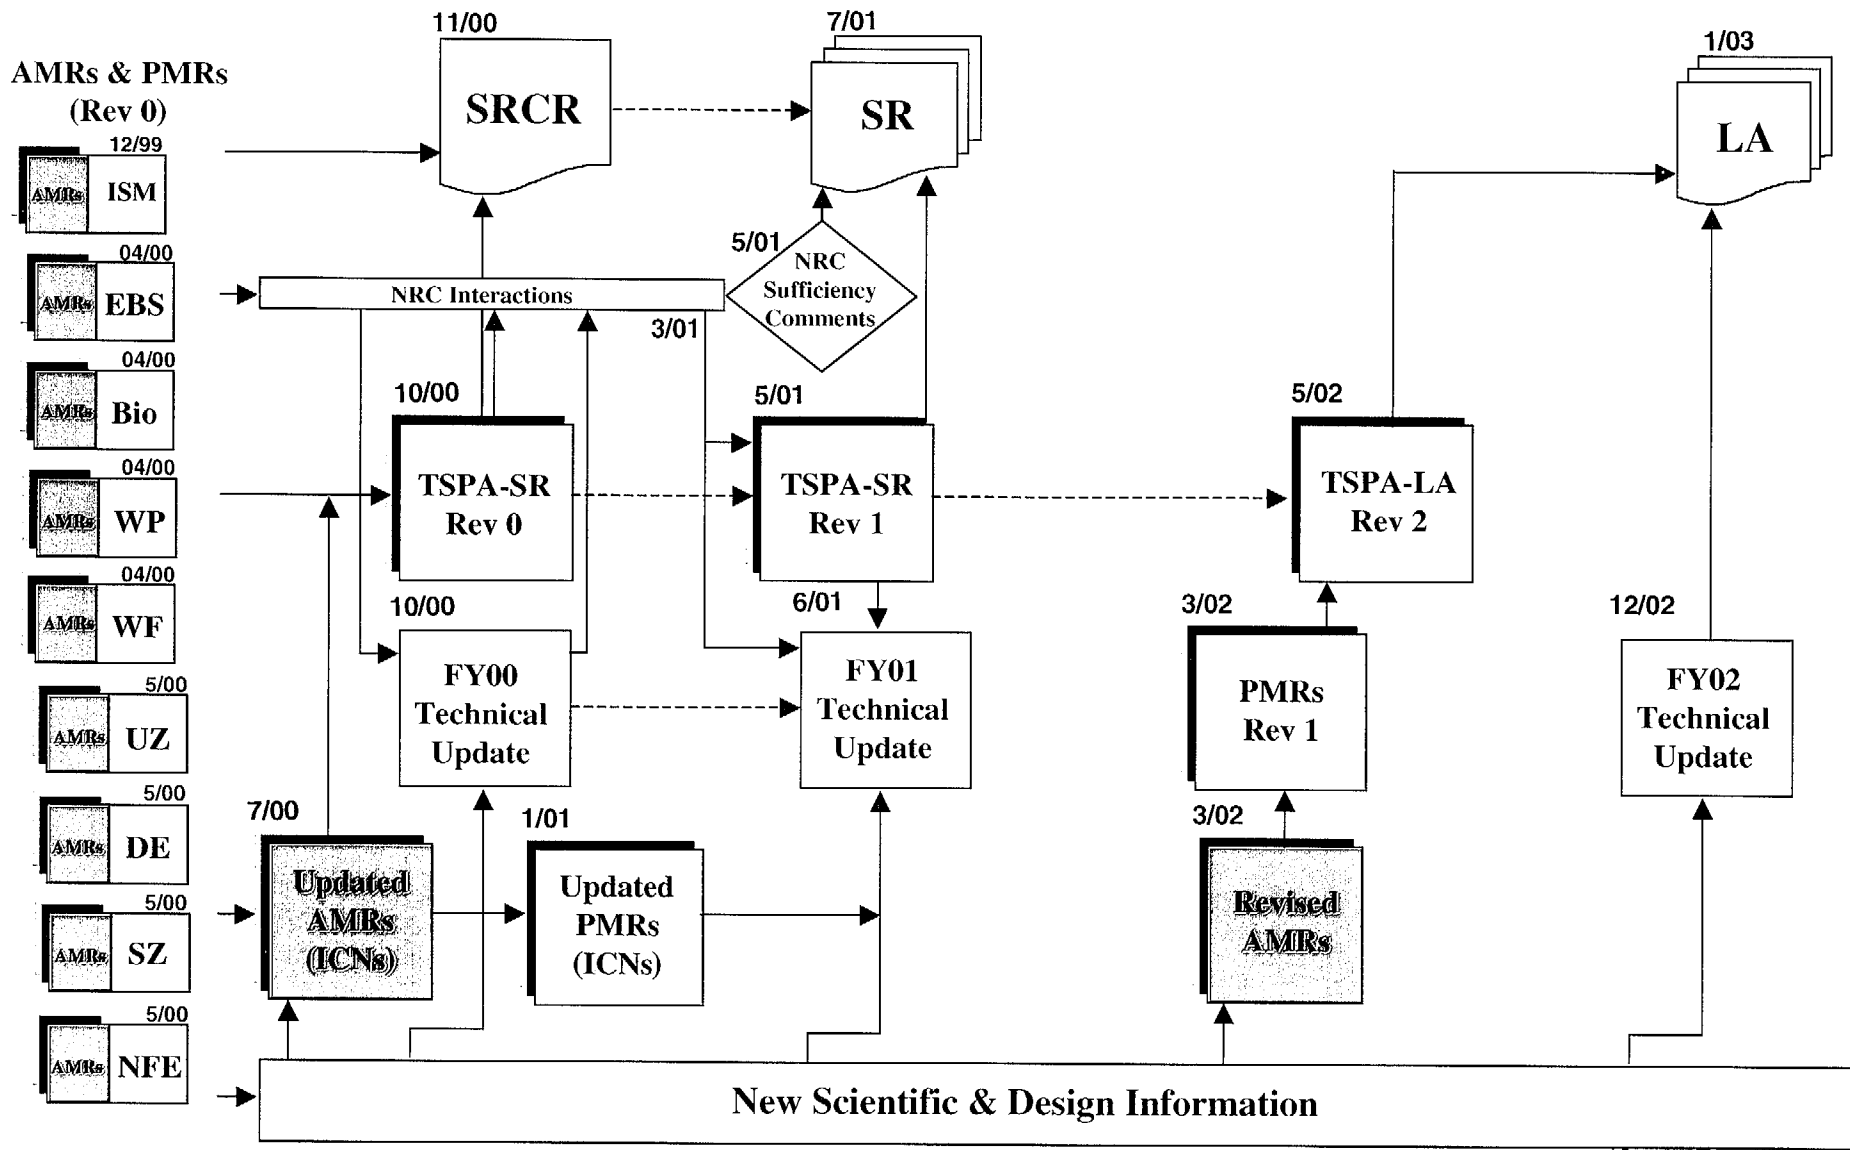 AMRs & PMRs
(Rev 0)
12/99
AMRs ISM
04/00
AMRs EBS
04/00
AMRs Bio
04/00
AMRs WP
04/00
AMRs WF
5/00
AMRs UZ
5/00
AMRs DE
5/00
AMRs SZ
5/00
AMRs NFE
11/00
SRCR
7/01
SR
1/03
LA
NRC Interactions
3/01
5/01
NRC
Sufficiency
Comments
10/00
TSPA-SR
Rev 0
5/01
TSPA-SR
Rev 1
5/02
TSPA-LA
Rev 2
10/00
FY00
Technical
Update
6/01
FY01
Technical
Update
3/02
PMRs
Rev 1
12/02
FY02
Technical
Update
7/00
Updated
AMRs
(ICNs)
1/01
Updated
PMRs
(ICNs)
3/02
Revised
AMRs
New Scientific & Design Information